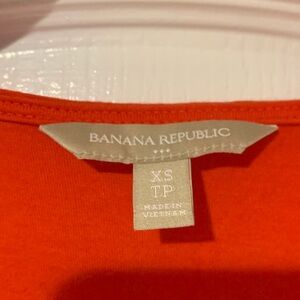 BANANA REPUBLIC
XS
TP
MADE IN
VIETNAM